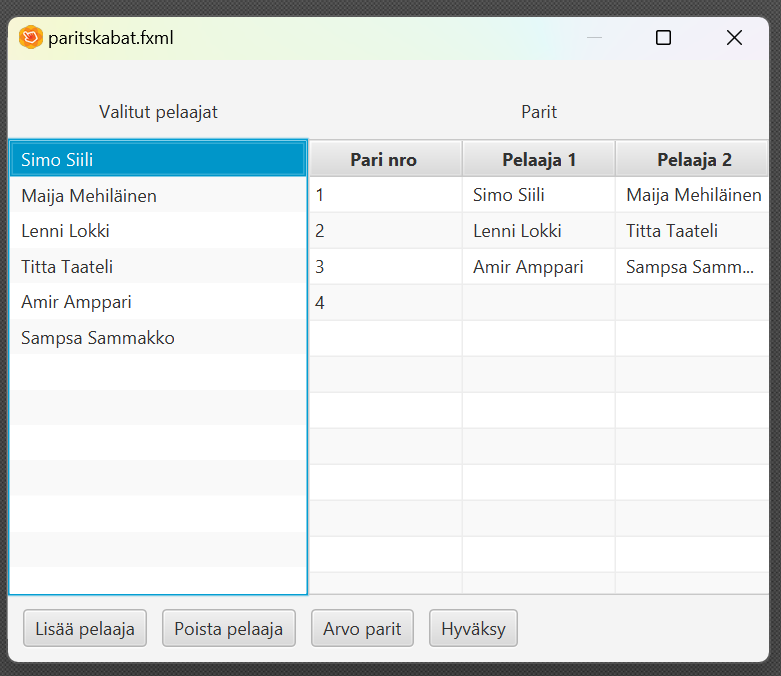 paritskabat.fxml
Valitut pelaajat
Parit
Simo Siili
Maija Mehiläinen
Lenni Lokki
Titta Taateli
Amir Amppari
Sampsa Sammakko
Pari nro Pelaaja 1 Pelaaja 2
1 Simo Siili Maija Mehiläinen
2 Lenni Lokki Titta Taateli
3 Amir Amppari Sampsa Samm...
4
Lisää pelaaja Poista pelaaja Arvo parit Hyväksy